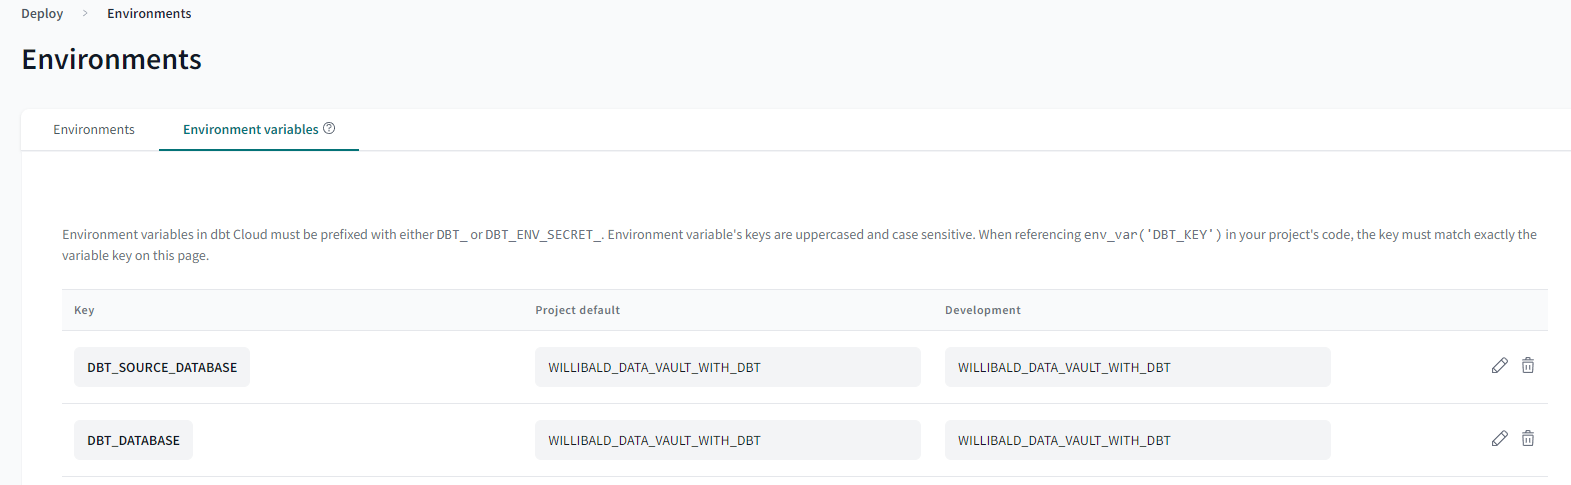 Deploy > Environments
Environments
Environments Environment variables ?
Environment variables in dbt Cloud must be prefixed with either DBT_ or DBT_ENV_SECRET_. Environment variable's keys are uppercased and case sensitive. When referencing env_var('DBT_KEY') in your project's code, the key must match exactly the
variable key on this page.
Key Project default Development
DBT_SOURCE_DATABASE WILLIBALD_DATA_VAULT_WITH_DBT WILLIBALD_DATA_VAULT_WITH_DBT
DBT_DATABASE WILLIBALD_DATA_VAULT_WITH_DBT WILLIBALD_DATA_VAULT_WITH_DBT